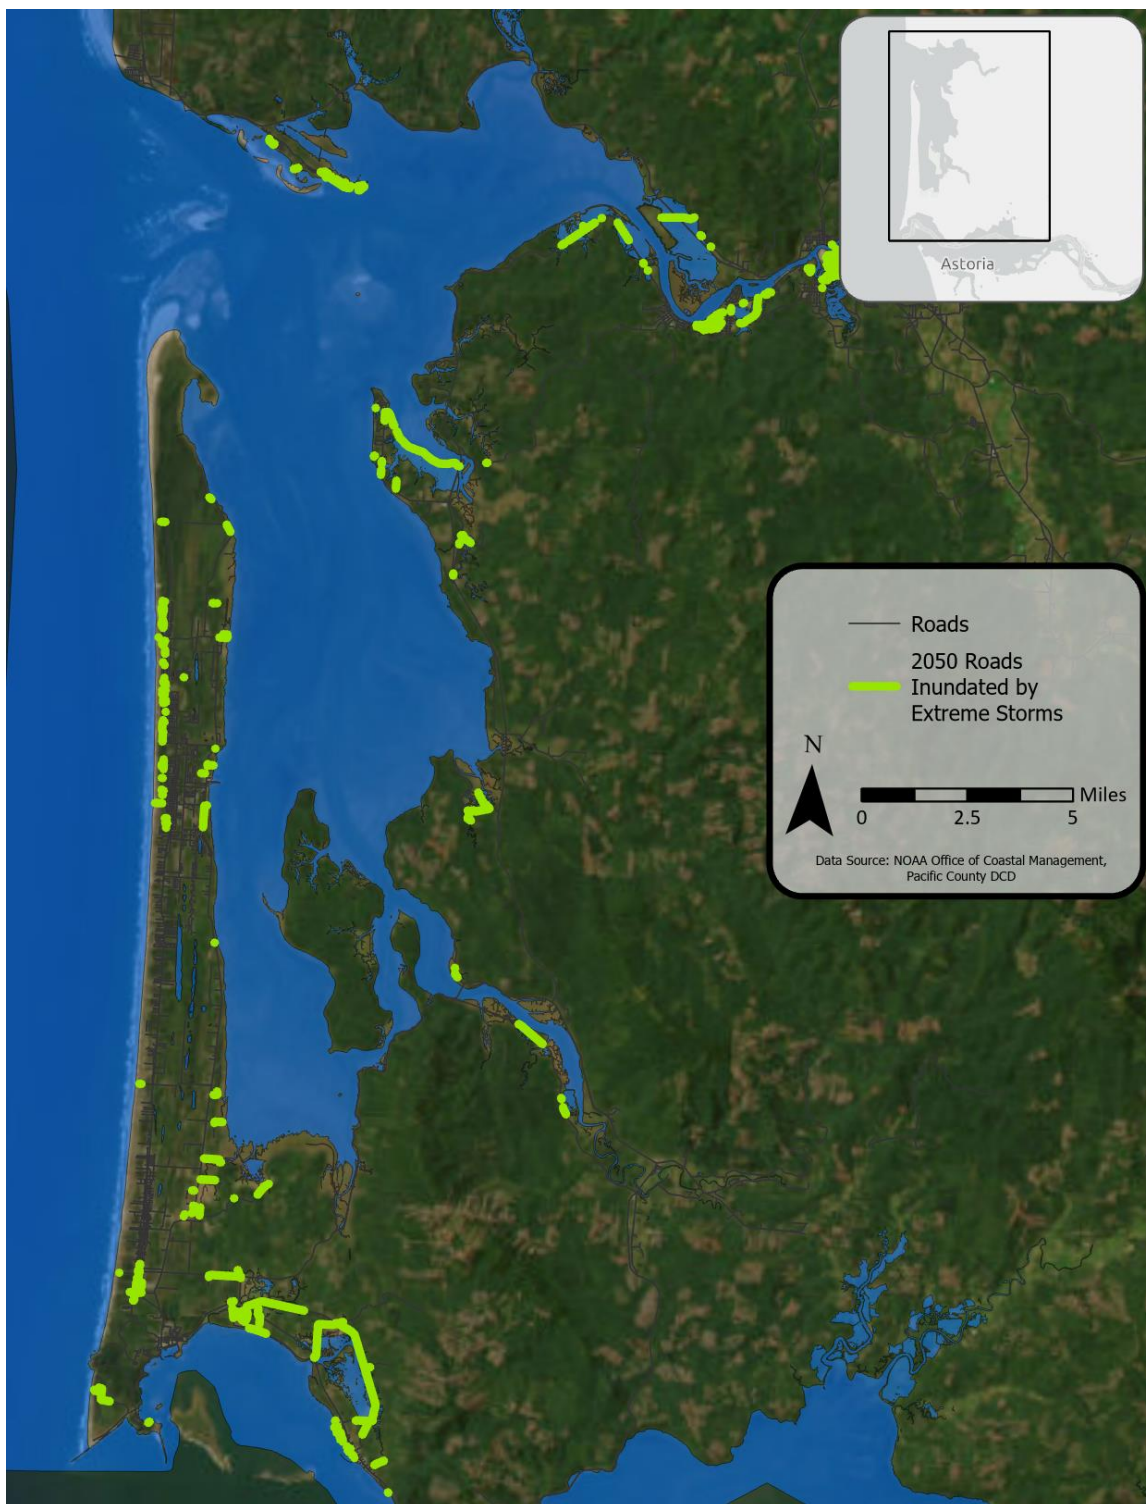 Astoria
Roads
2050 Roads
Inundated by
Extreme Storms
N
Miles
0 2.5 5
Data Source: NOAA Office of Coastal Management,
Pacific County DCD